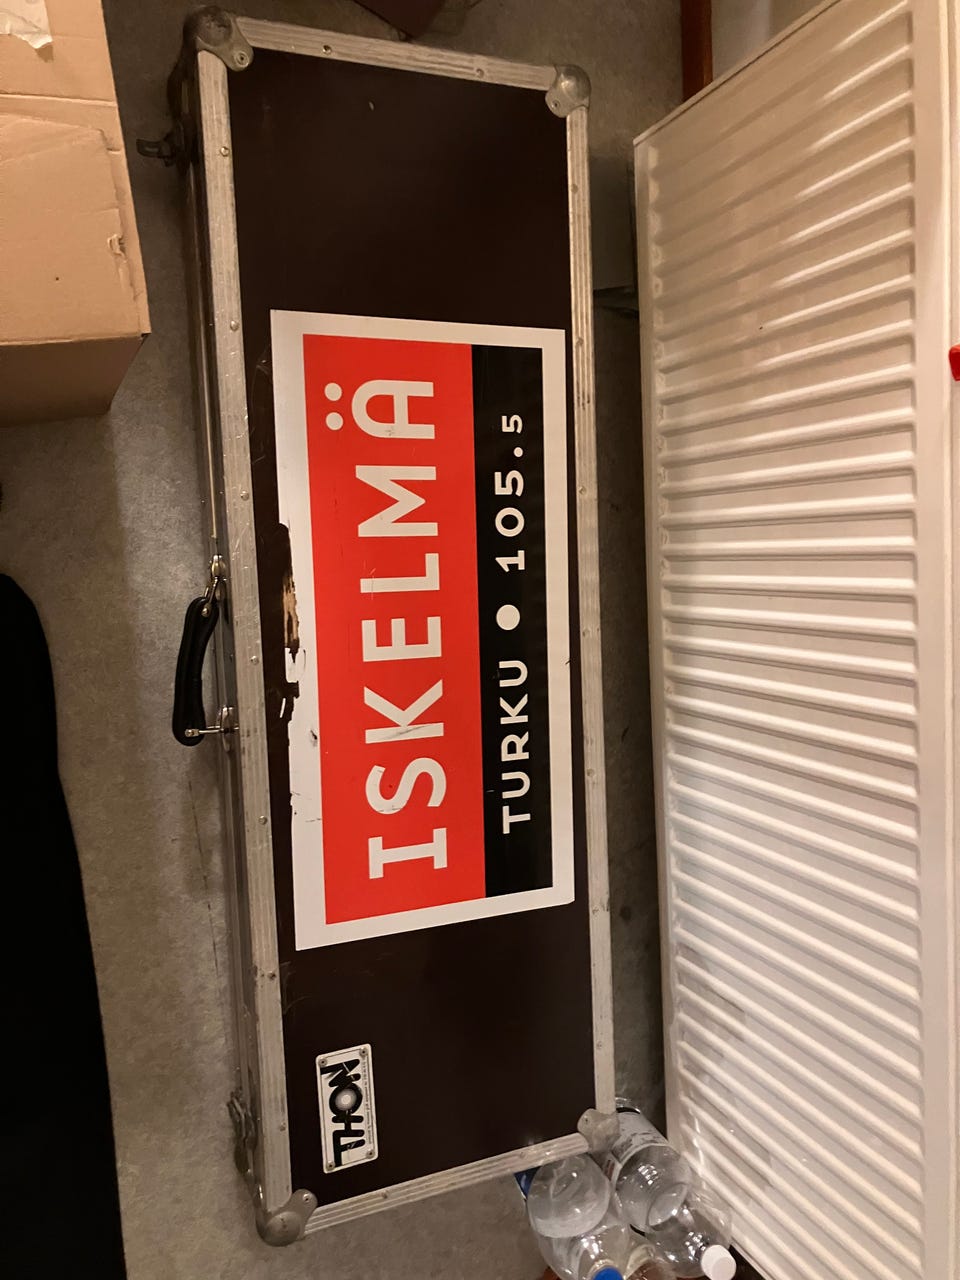 ISKELMÄ
TURKU ● 105.5
THON